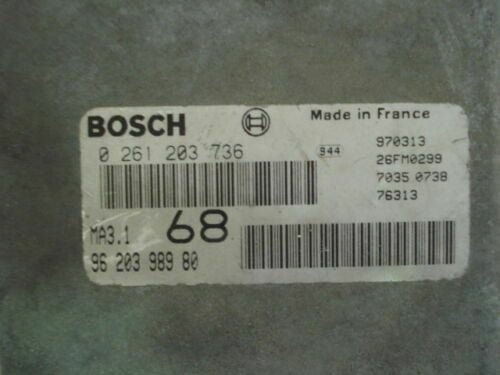 BOSCH
Made in France
0 261 203 736
944
970313
26FM0299
7035 0738
76313
MA3.1
68
96 203 989 80